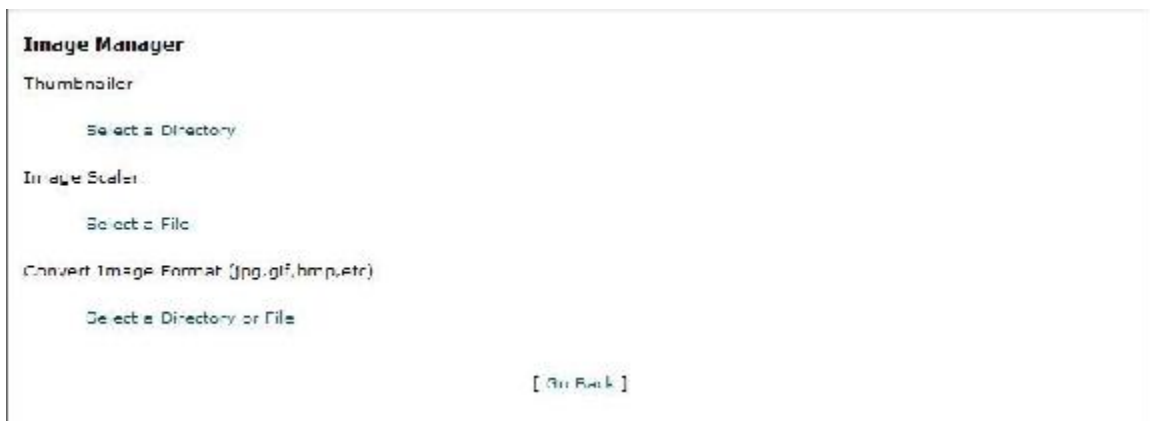 Image Manager
Thumbnailer
Select a Directory
Image Scaler
Select a File
Convert Image Format (jpg,gif,bmp,etc)
Select a Directory or File
[ Go Back ]